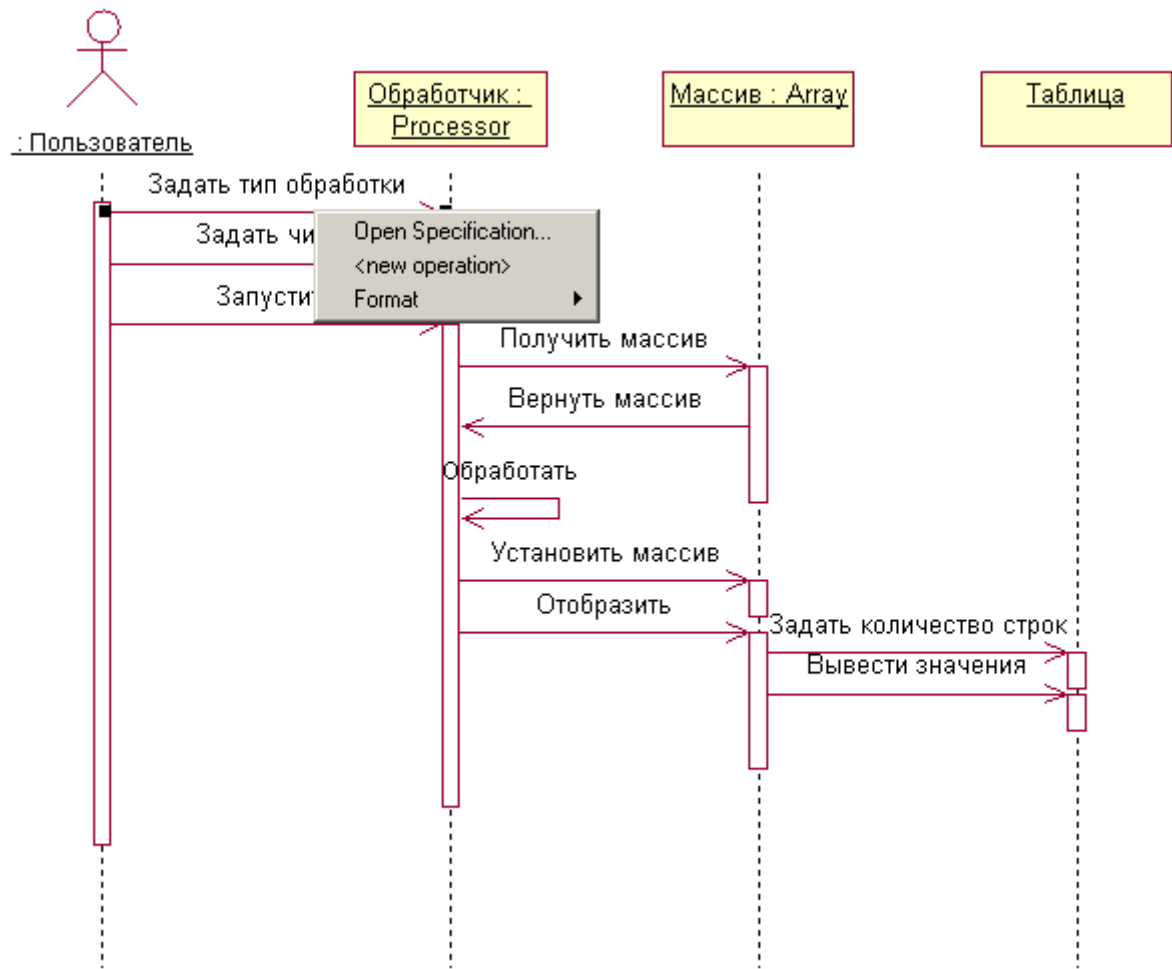 : Пользователь
Обработчик :
Processor
Массив : Array
Таблица
Задать тип обработки
Задать
Open Specification...
<new operation>
Format
Получить массив
Вернуть массив
Обработать
Установить массив
Отобразить
Задать количество строк
Вывести значения